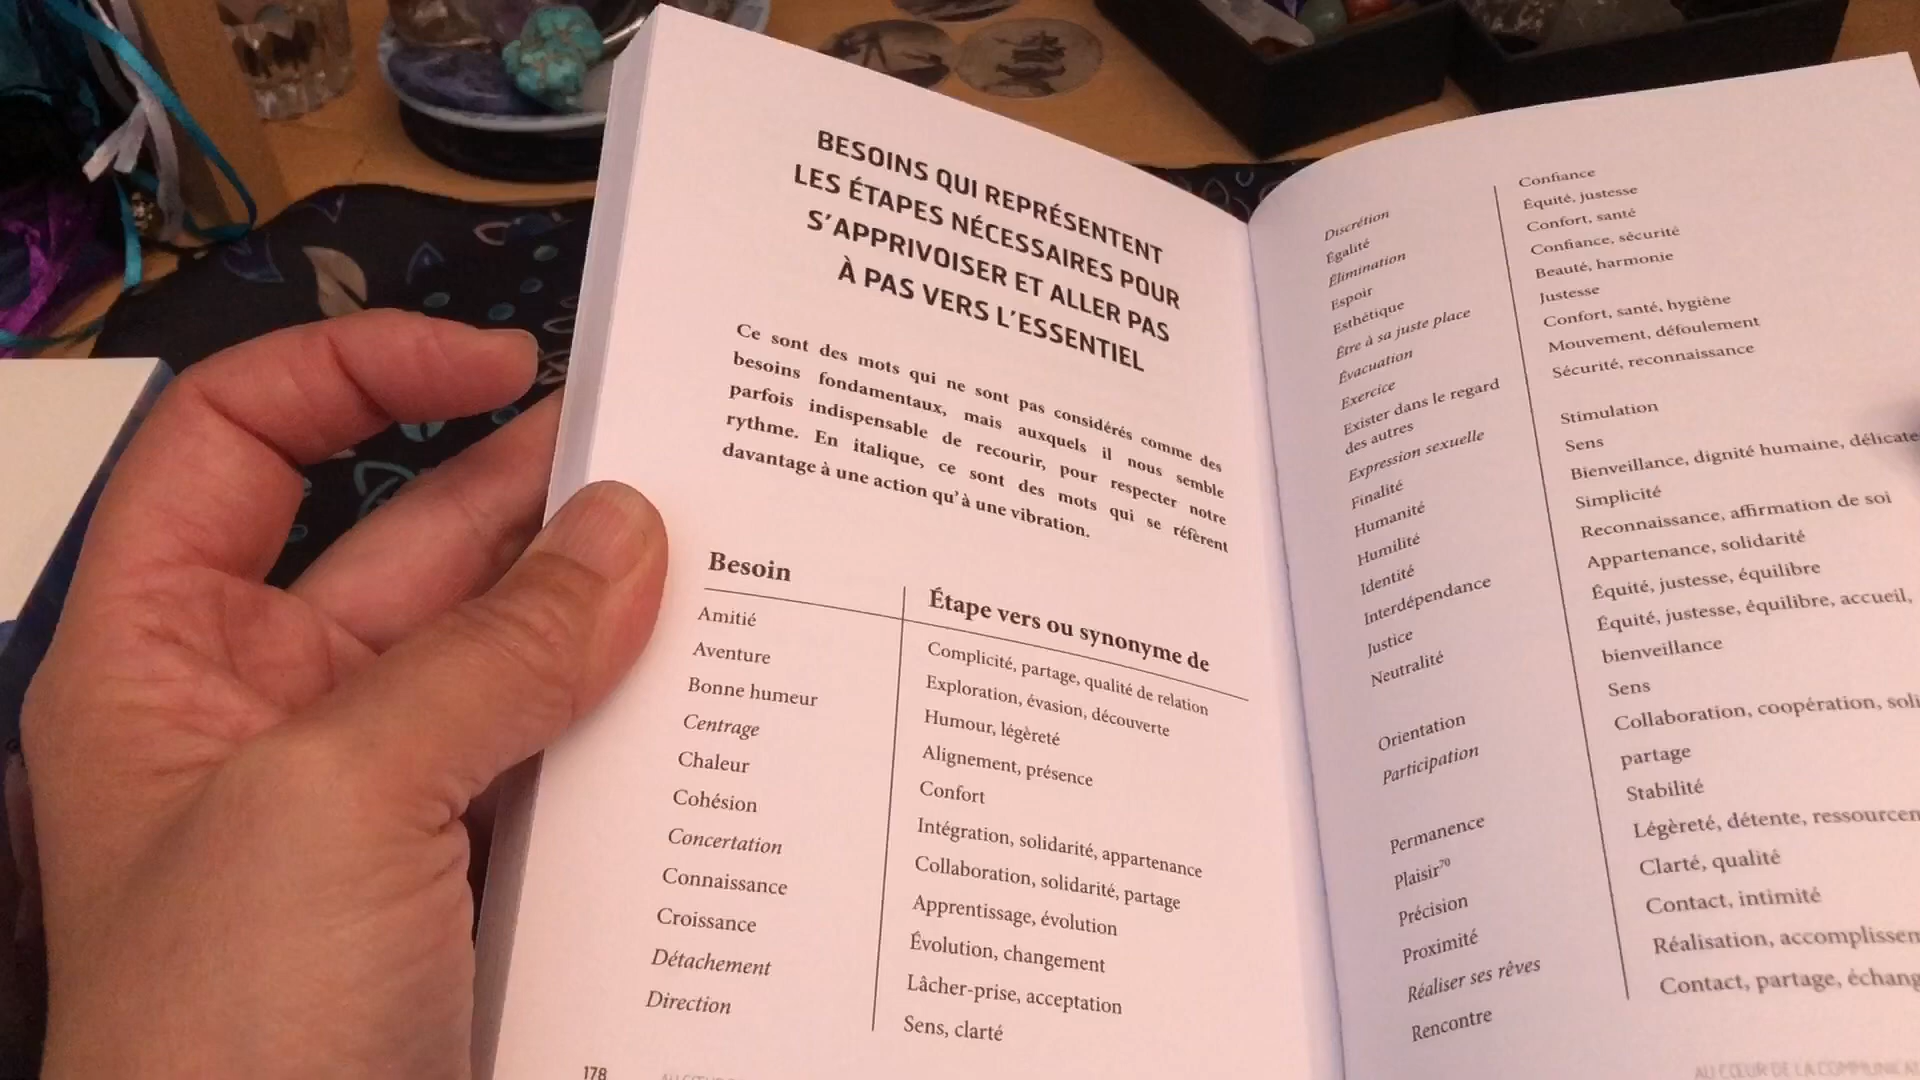 BESOINS QUI REPRÉSENTENT
LES ÉTAPES NÉCESSAIRES POUR
S'APPRIVOISER ET ALLER PAS
À PAS VERS L'ESSENTIEL
Ce sont des mots qui ne sont pas considérés comme des
besoins fondamentaux, mais auxquels il nous semble
parfois indispensable de recourir, pour respecter notre
rythme. En italique, ce sont des mots qui se réfèrent
davantage à une action qu'à une vibration.
Besoin
Étape vers ou synonyme de
Amitié
Complicité, partage, qualité de relation
Aventure
Exploration, évasion, découverte
Bonne humeur
Humour, légèreté
Centrage
Alignement, présence
Chaleur
Confort
Cohésion
Intégration, solidarité, appartenance
Concertation
Collaboration, solidarité, partage
Connaissance
Apprentissage, évolution
Croissance
Évolution, changement
Détachement
Lâcher-prise, acceptation
Direction
Sens, clarté
178
Discrétion
Confiance
Égalité
Équité, justesse
Élimination
Confort, santé
Espoir
Confiance, sécurité
Esthétique
Beauté, harmonie
Être à sa juste place
Justesse
Évacuation
Confort, santé, hygiène
Exercice
Mouvement, défoulement
Exister dans le regard
des autres
Sécurité, reconnaissance
Expression sexuelle
Stimulation
Finalité
Sens
Humanité
Bienveillance, dignité humaine,
Humilité
Simplicité
Identité
Reconnaissance, affirmation de soi
Interdépendance
Appartenance, solidarité
Justice
Équité, justesse, équilibre
Neutralité
Équité, justesse, équilibre, accueil,
bienveillance
Orientation
Sens
Participation
Collaboration, coopération,
partage
Permanence
Stabilité
Plaisir70
Légèreté, détente,
Précision
Clarté, qualité
Proximité
Contact, intimité
Réaliser ses rêves
Réalisation,
Rencontre
Contact, partage,
AU CŒUR DE LA